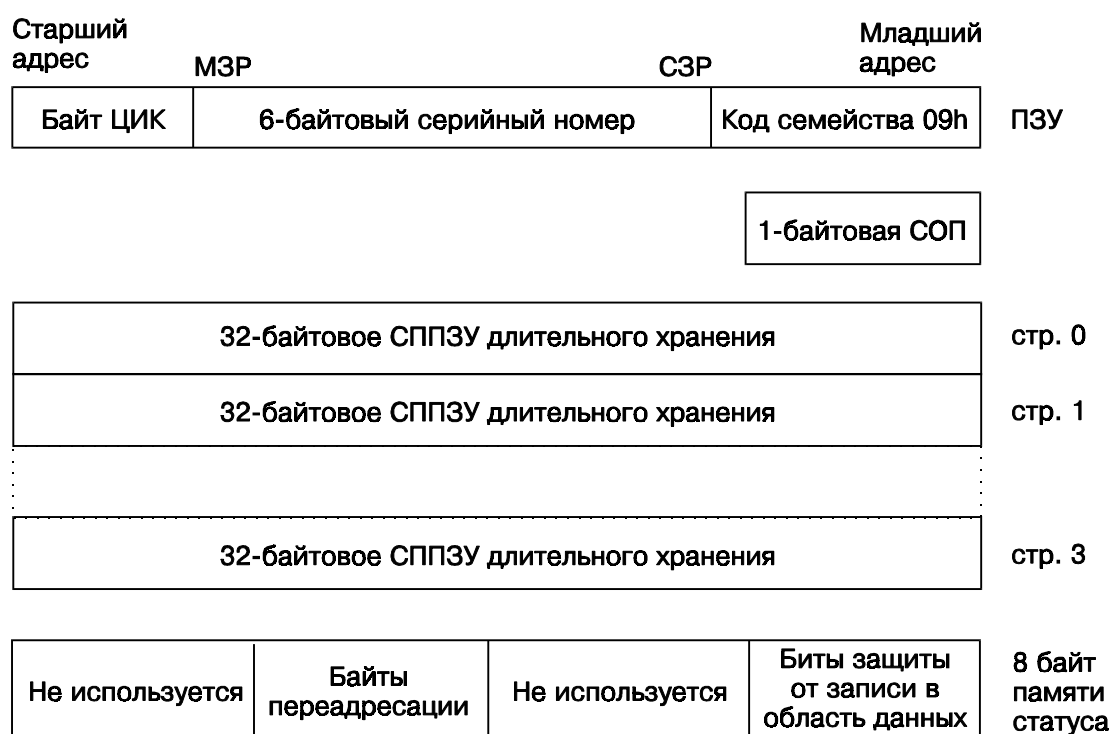 Старший
адрес
Младший
адрес
МЗР
СЗР
Байт ЦИК
6-байтовый серийный номер
Код семейства 09h
ПЗУ
1-байтовая СОП
32-байтовое СППЗУ длительного хранения
стр. 0
32-байтовое СППЗУ длительного хранения
стр. 1
32-байтовое СППЗУ длительного хранения
стр. 3
Не используется
Байты
переадресации
Не используется
Биты защиты
от записи в
область данных
8 байт
памяти
статуса